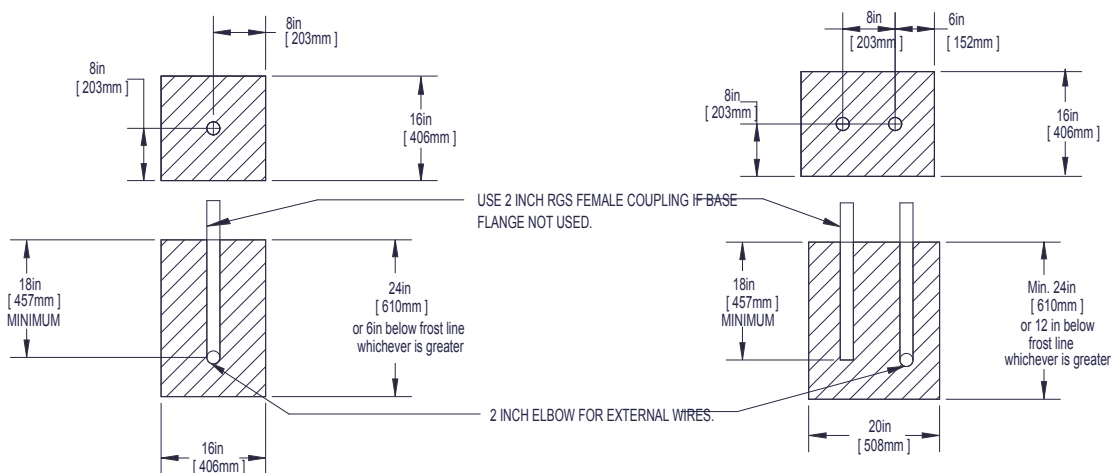 8in
[ 203mm ]
8in
[ 203mm ]
16in
[ 406mm ]
8in
[ 203mm ]
6in
[ 152mm ]
8in
[ 203mm ]
16in
[ 406mm ]
USE 2 INCH RGS FEMALE COUPLING IF BASE
FLANGE NOT USED.
18in
[ 457mm ]
MINIMUM
24in
[ 610mm ]
or 6in below frost line
whichever is greater
18in
[ 457mm ]
MINIMUM
Min. 24in
[ 610mm ]
or 12 in below
frost line
whichever is greater
2 INCH ELBOW FOR EXTERNAL WIRES.
16in
[ 406mm ]
20in
[ 508mm ]